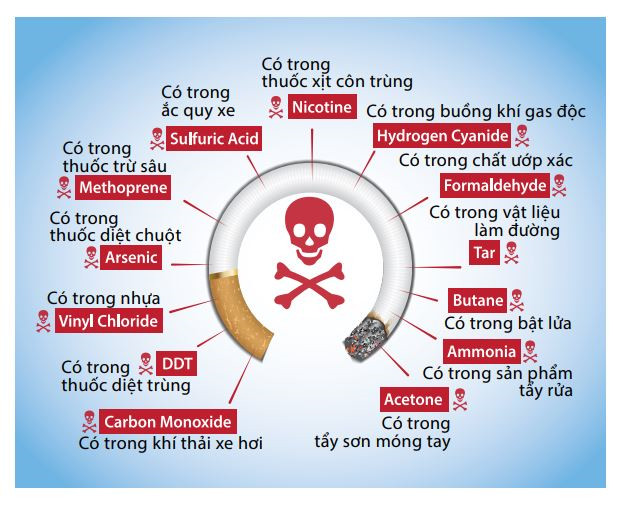 Có trong
thuốc xịt côn trùng
Nicotine
Có trong buồng khí gas độc
Hydrogen Cyanide
Có trong chất ướp xác
Formaldehyde
Có trong vật liệu
làm đường
Tar
Butane
Có trong bật lửa
Ammonia
Có trong sản phẩm
tẩy rửa
Acetone
Có trong
tẩy sơn móng tay
Có trong
ắc quy xe
Sulfuric Acid
Có trong
thuốc trừ sâu
Methoprene
Có trong
thuốc diệt chuột
Arsenic
Có trong nhựa
Vinyl Chloride
Có trong
DDT
thuốc diệt trùng
Carbon Monoxide
Có trong khí thải xe hơi